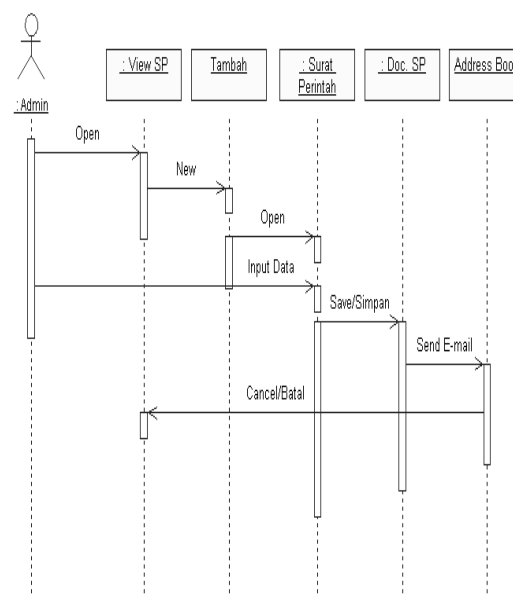 : View SP
Tambah
: Surat
Perintah
: Doc. SP
Address Boo
: Admin
Open
New
Open
Input Data
Save/Simpan
Send E-mail
Cancel/Batal